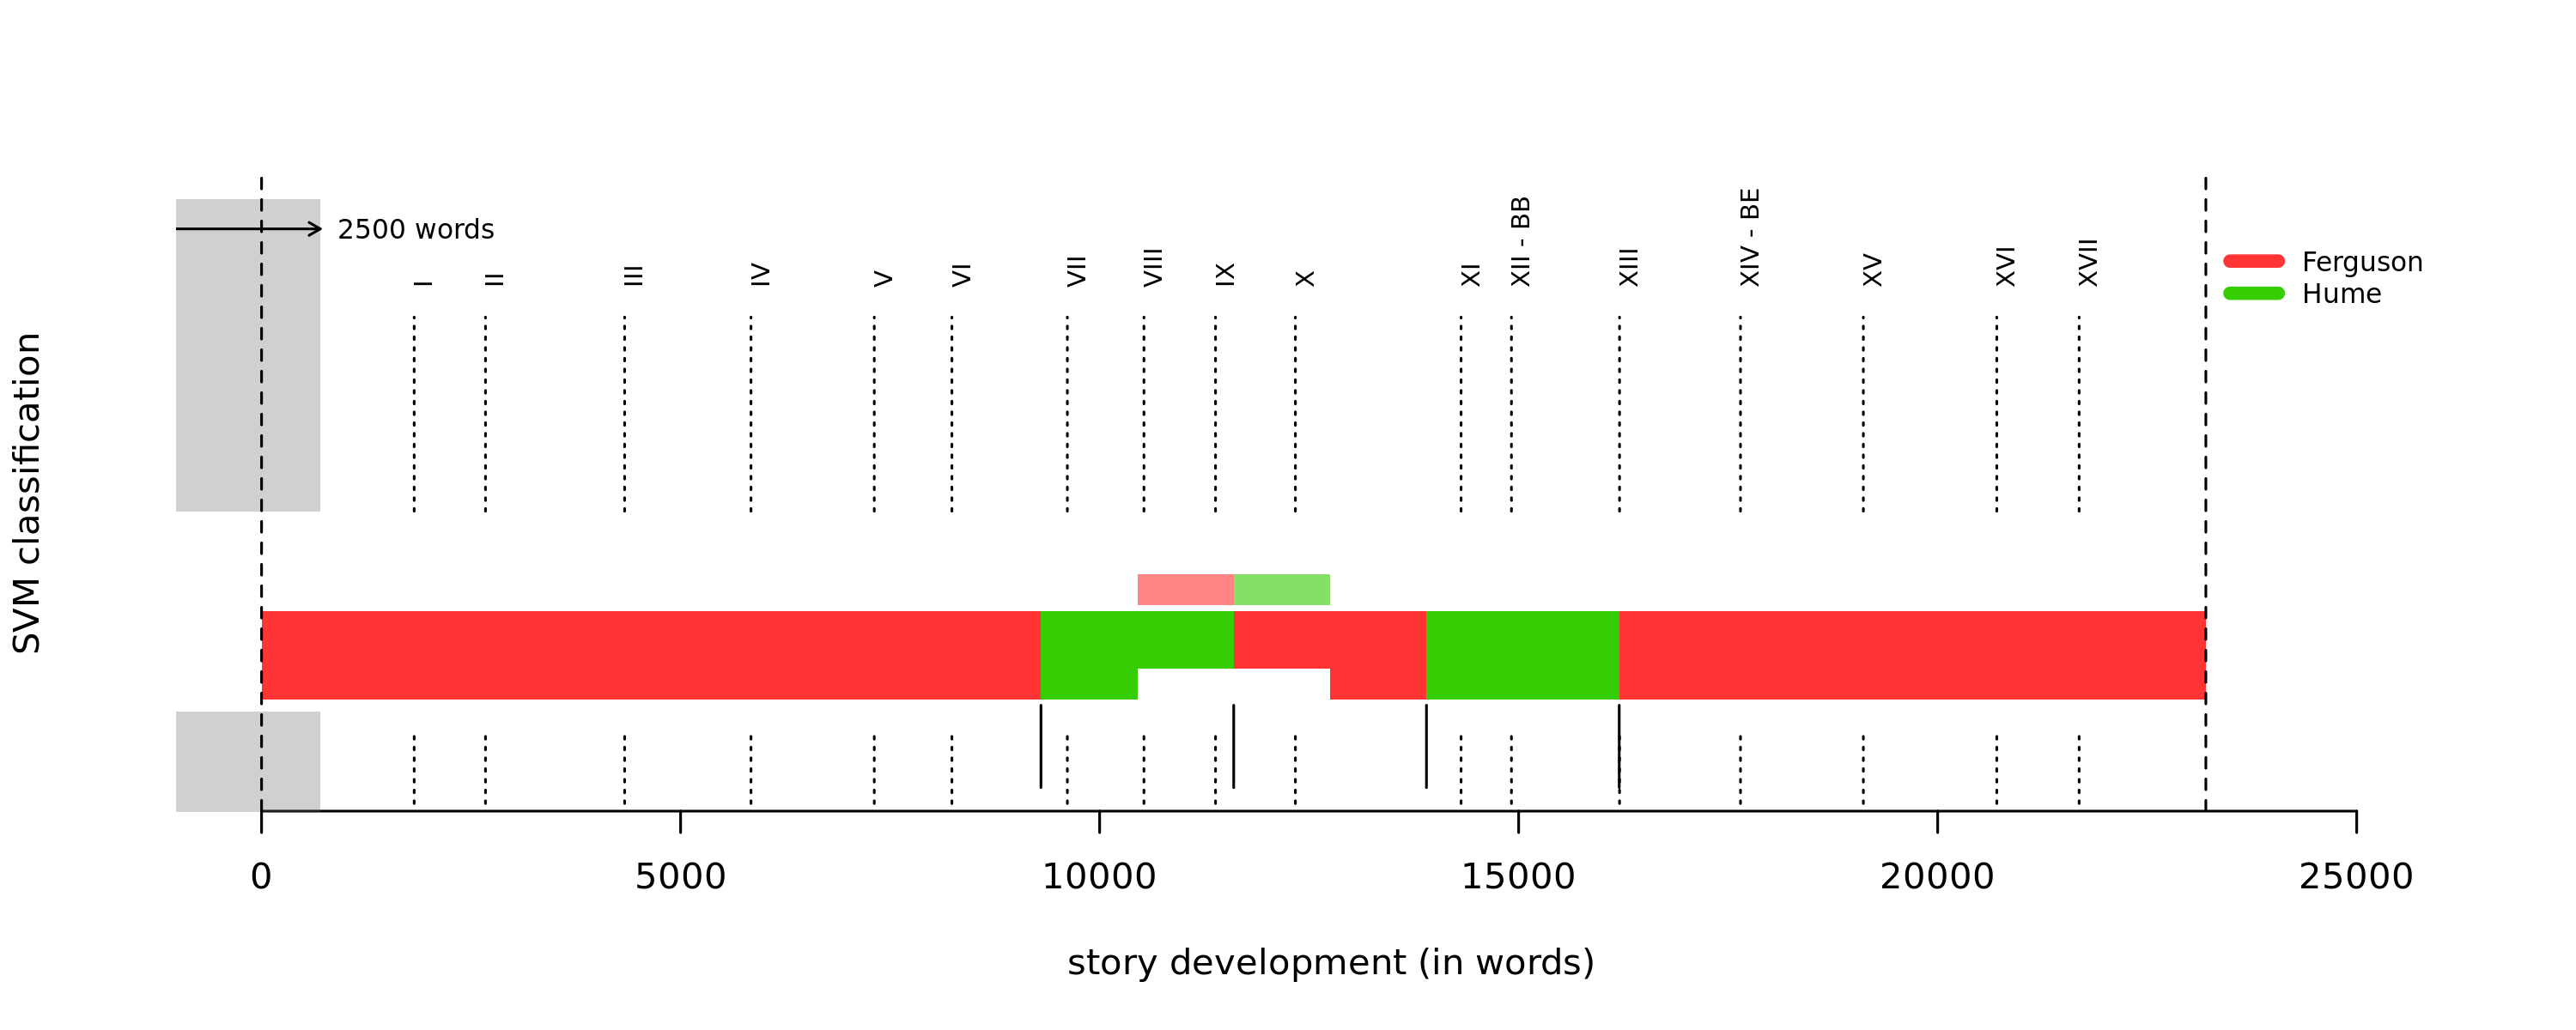 2500 words
I
II
III
IV
V
VI
VII
VIII
IX
X
XI
XII - BB
XIII
XIV - BE
XV
XVI
XVII
Ferguson
Hume
SVM classification
0
5000
10000
15000
20000
25000
story development (in words)